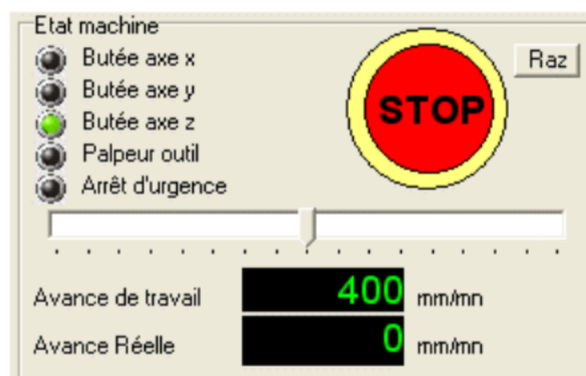 Etat machine
Butée axe x
Butée axe y
Butée axe z
Palpeur outil
Arrêt d'urgence
STOP
Raz
Avance de travail 400 mm/mn
Avance Réelle 0 mm/mn